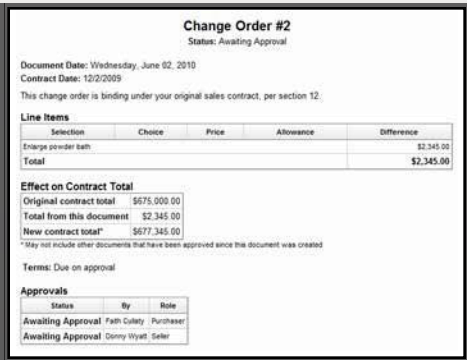 Change Order #2
Status: Awaiting Approval
Document Date: Wednesday, June 02, 2010
Contract Date: 12/2/2009
This change order is binding under your original sales contract, per section 12.
Line Items
Selection Choice Price Allowance Difference
Enlarge powder bath $2,345.00
Total $2,345.00
Effect on Contract Total
Original contract total $675,000.00
Total from this document $2,345.00
New contract total* $677,345.00
* May not include other documents that have been approved since this document was created
Terms: Due on approval
Approvals
Status By Role
Awaiting Approval Faith Cullaty Purchaser
Awaiting Approval Donny Wyatt Seller